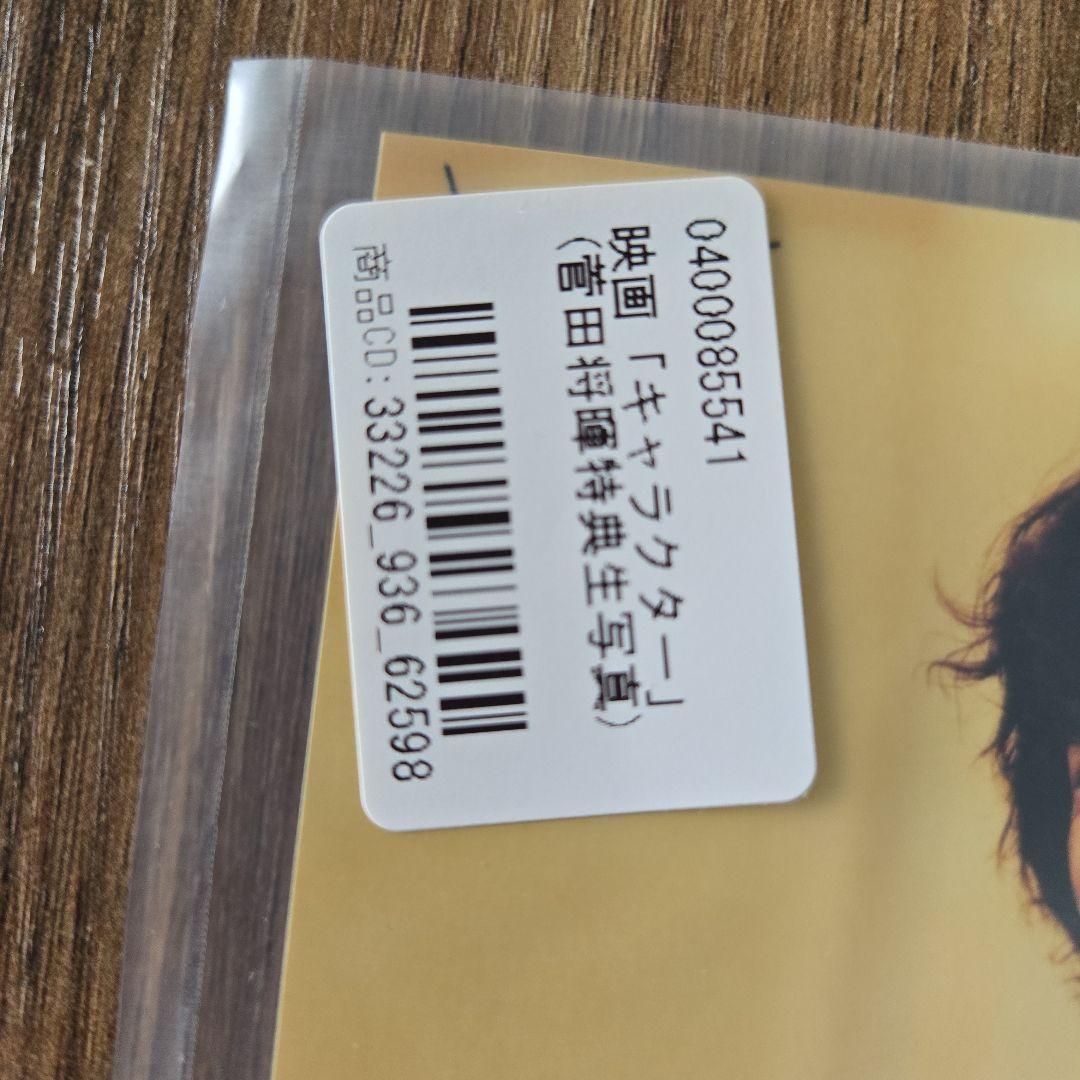 0400085541
映画「キャラクター」
(菅田将暉特典生写真)
商品CD:33226_936_62598